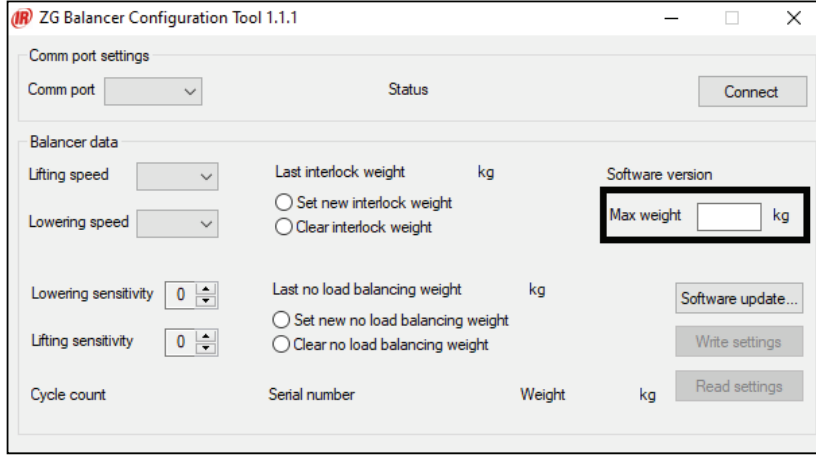 IR ZG Balancer Configuration Tool 1.1.1
Comm port settings
Comm port Status Connect
Balancer data
Lifting speed Last interlock weight kg Software version
Set new interlock weight
Max weight kg
Lowering speed Clear interlock weight
Lowering sensitivity 0 Last no load balancing weight kg Software update...
Set new no load balancing weight
Lifting sensitivity 0 Clear no load balancing weight Write settings
Cycle count Serial number Weight kg Read settings